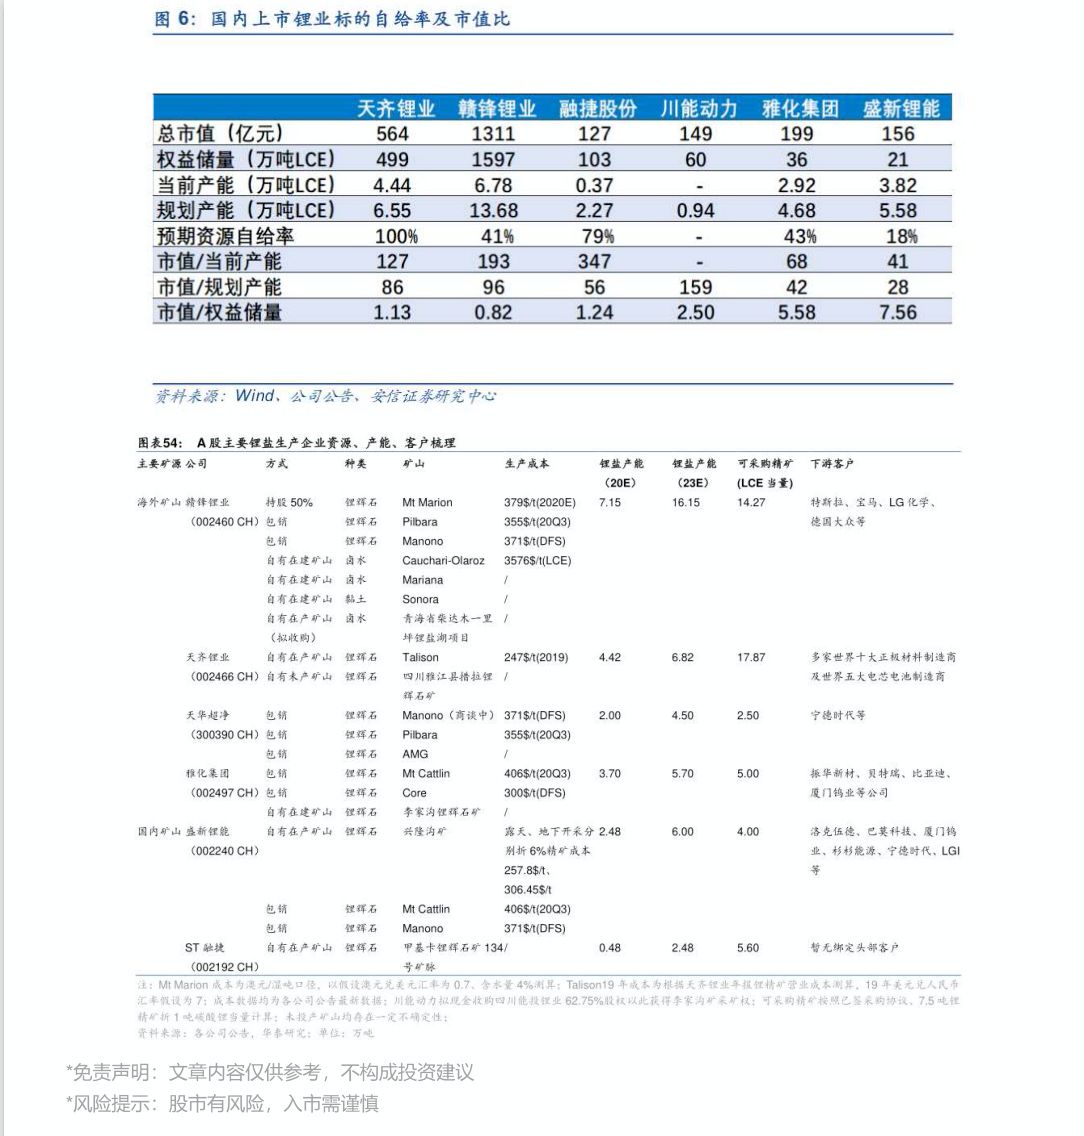 图 6：国内上市锂业标的自给率及市值比
天齐锂业 赣锋锂业 融捷股份 川能动力 雅化集团 盛新锂能
总市值（亿元） 564 1311 127 149 199 156
权益储量（万吨LCE） 499 1597 103 60 36 21
当前产能（万吨LCE） 4.44 6.78 0.37 - 2.92 3.82
规划产能（万吨LCE） 6.55 13.68 2.27 0.94 4.68 5.58
预期资源自给率 100% 41% 79% - 43% 18%
市值/当前产能 127 193 347 - 68 41
市值/规划产能 86 96 56 159 42 28
市值/权益储量 1.13 0.82 1.24 2.50 5.58 7.56
资料来源：Wind、公司公告、安信证券研究中心
图表54： A股主要锂盐生产企业资源、产能、客户梳理
主要矿源 公司 方式 种类 矿山 生产成本 锂盐产能 锂盐产能 可采购精矿 下游客户
（20E） （23E） (LCE 当量)
海外矿山 赣锋锂业 持股 50% 锂辉石 Mt Marion 379$/t(2020E) 7.15 16.15 14.27 特斯拉、宝马、LG 化学、
（002460 CH） 包销 锂辉石 Pilbara 355$/t(20Q3) 德国大众等
包销 锂辉石 Manono 371$/t(DFS)
自有在建矿山 卤水 Cauchari-Olaroz 3576$/t(LCE)
自有在建矿山 卤水 Mariana /
自有在建矿山 黏土 Sonora /
自有在产矿山 卤水 青海省柴达木一里 /
（拟收购） 坪锂盐湖项目
天齐锂业 自有在产矿山 锂辉石 Talison 247$/t(2019) 4.42 6.82 17.87 多家世界十大正极材料制造商
（002466 CH） 自有未产矿山 锂辉石 四川雅江县措拉锂 / 及世界五大电芯电池制造商
辉石矿
天华超净 包销 锂辉石 Manono（商谈中） 371$/t(DFS) 2.00 4.50 2.50 宁德时代等
（300390 CH） 包销 锂辉石 Pilbara 355$/t(20Q3)
包销 锂辉石 AMG /
雅化集团 包销 锂辉石 Mt Cattlin 406$/t(20Q3) 3.70 5.70 5.00 振华新材、贝特瑞、比亚迪、
（002497 CH） 包销 锂辉石 Core 300$/t(DFS) 厦门钨业等公司
自有在建矿山 锂辉石 李家沟锂辉石矿 /
国内矿山 盛新锂能 自有在产矿山 锂辉石 兴隆沟矿 露天、地下开采分 2.48 6.00 4.00 洛克伍德、巴莫科技、厦门钨
（002240 CH） 别折 6%精矿成本 业、杉杉能源、宁德时代、LGI
257.8$/t、 等
306.45$/t
包销 锂辉石 Mt Cattlin 406$/t(20Q3)
包销 锂辉石 Manono 371$/t(DFS)
ST 融捷 自有在产矿山 锂辉石 甲基卡锂辉石矿 134/ 0.48 2.48 5.60 暂无绑定头部客户
（002192 CH） 号矿脉
注：Mt Marion 成本为澳元/湿吨口径，以假设澳元兑美元汇率为 0.7、含水量 4%测算；Talison19 年成本为根据天齐锂业年报锂精矿营业成本测算，19 年美元兑人民币
汇率假设为 7；成本数据均为各公司公告最新数据；川能动力拟现金收购四川能投锂业 62.75%股权以此获得李家沟矿采矿权；可采购精矿按照已签采购协议、7.5 吨锂
精矿折 1 吨碳酸锂当量计算；未投产矿山均存在一定不确定性；
资料来源：各公司公告，华泰研究；单位：万吨
*免责声明：文章内容仅供参考，不构成投资建议
*风险提示：股市有风险，入市需谨慎